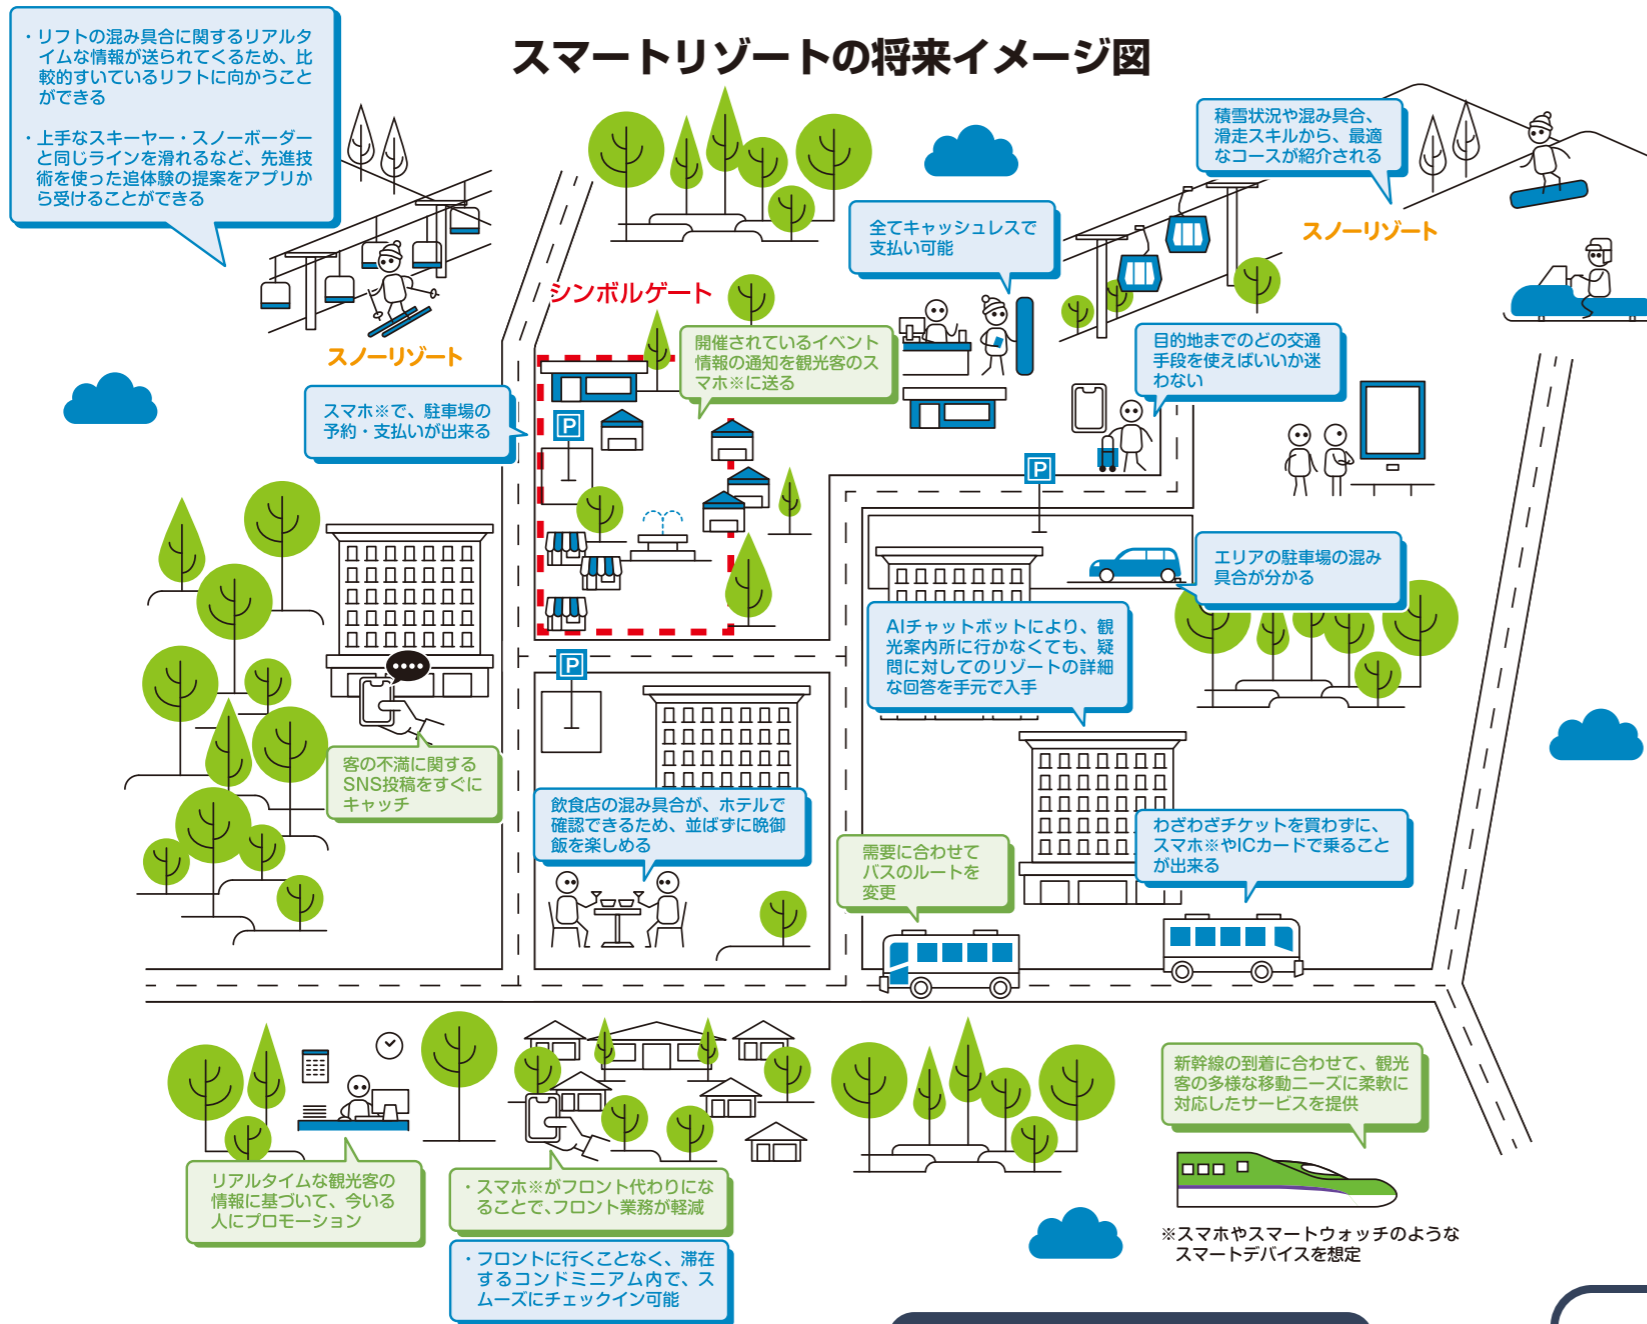 スマートリゾートの将来イメージ図
・リフトの混み具合に関するリアルタ
イムな情報が送られてくるため、比
較的すいているリフトに向かうこと
ができる
・上手なスキーヤー・スノーボーダー
と同じラインを滑れるなど、先進技
術を使った追体験の提案をアプリか
ら受けることができる
積雪状況や混み具合、
滑走スキルから、最適
なコースが紹介される
スノーリゾート
全てキャッシュレスで
支払い可能
シンボルゲート
スノーリゾート
開催されているイベント
情報の通知を観光客のス
マホ※に送る
目的地までのどの交通
手段を使えばいいか迷
わない
スマホ※で、駐車場の
予約・支払いが出来る
P
P
エリアの駐車場の混み
具合が分かる
AIチャットボットにより、観
光案内所に行かなくても、疑
問に対してのリゾートの詳細
な回答を手元で入手
P
客の不満に関する
SNS投稿をすぐに
キャッチ
飲食店の混み具合が、ホテルで
確認できるため、並ばずに晩御
飯を楽しめる
需要に合わせて
バスのルートを
変更
わざわざチケットを買わずに、
スマホ※やICカードで乗ること
が出来る
新幹線の到着に合わせて、観光
客の多様な移動ニーズに柔軟に
対応したサービスを提供
リアルタイムな観光客の
情報に基づいて、今いる
人にプロモーション
・スマホ※がフロント代わりにな
ることで、フロント業務が軽減
・フロントに行くことなく、滞在
するコンドミニアム内で、ス
ムーズにチェックイン可能
※スマホやスマートウォッチのような
スマートデバイスを想定